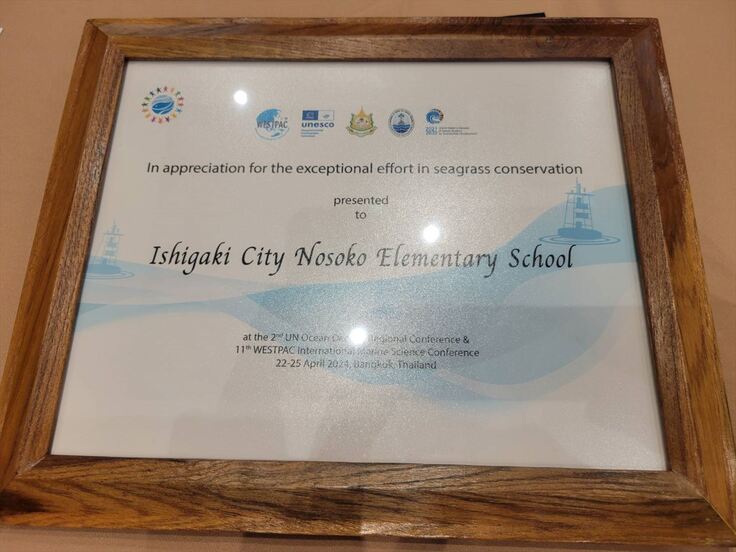 WESTPAC
unesco
In appreciation for the exceptional effort in seagrass conservation
presented
to
Ishigaki City Nosoko Elementary School
at the 2nd UN Ocean Regional Conference &
11th WESTPAC International Marine Science Conference
22-25 April 2024, Bangkok, Thailand